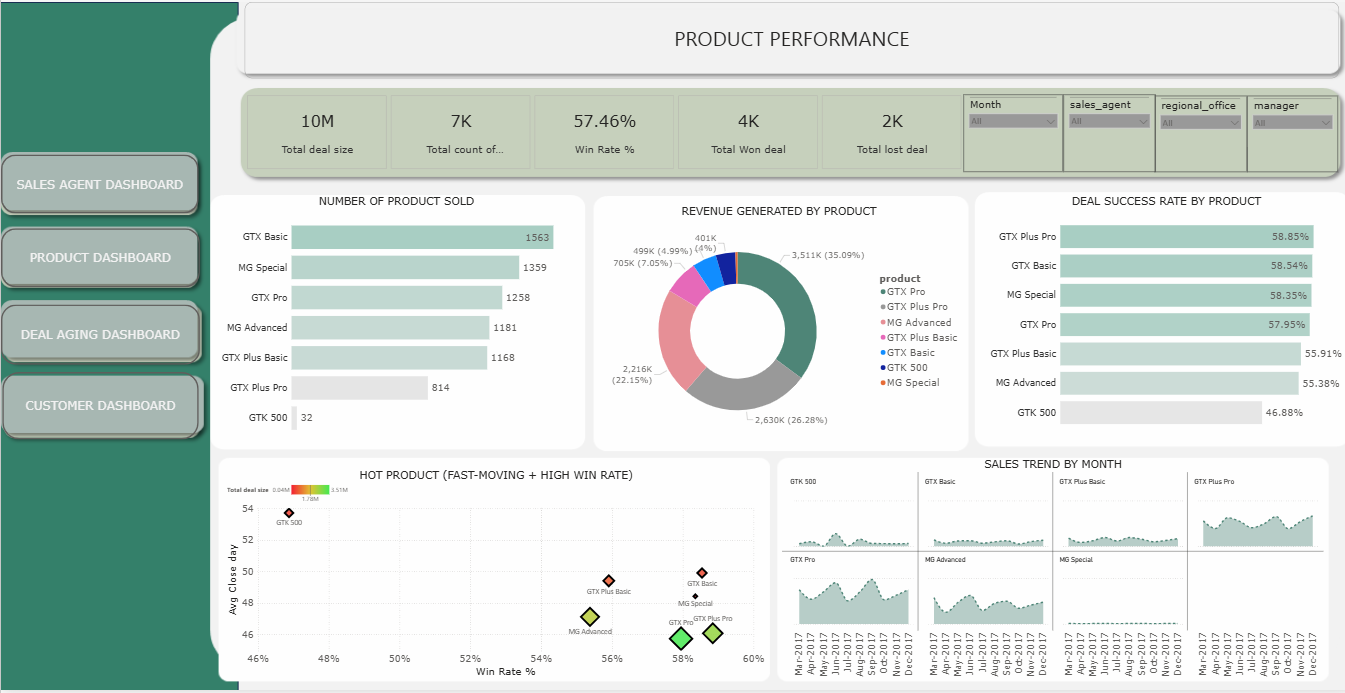 PRODUCT PERFORMANCE
10M
Total deal size
7K
Total count of...
57.46%
Win Rate %
4K
Total Won deal
2K
Total lost deal
Month
All
sales_agent
All
regional_office
All
manager
All
SALES AGENT DASHBOARD
PRODUCT DASHBOARD
DEAL AGING DASHBOARD
CUSTOMER DASHBOARD
NUMBER OF PRODUCT SOLD
GTX Basic 1563
MG Special 1359
GTX Pro 1258
MG Advanced 1181
GTX Plus Basic 1168
GTX Plus Pro 814
GTK 500 32
REVENUE GENERATED BY PRODUCT
401K
(4%)
499K (4.99%)
705K (7.05%)
3,511K (35.09%)
2,216K
(22.15%)
2,630K (26.28%)
product
GTX Pro
GTX Plus Pro
MG Advanced
GTX Plus Basic
GTX Basic
GTK 500
MG Special
DEAL SUCCESS RATE BY PRODUCT
GTX Plus Pro 58.85%
GTX Basic 58.54%
MG Special 58.35%
GTX Pro 57.95%
GTX Plus Basic 55.91%
MG Advanced 55.38%
GTK 500 46.88%
HOT PRODUCT (FAST-MOVING + HIGH WIN RATE)
Total deal size 0.04M 3.51M
1.78M
Avg Close day
54
52
50
48
46
GTK 500
GTX Basic
GTX Plus Basic
MG Special
MG Advanced
GTX Pro
GTX Plus Pro
46% 48% 50% 52% 54% 56% 58% 60%
Win Rate %
SALES TREND BY MONTH
GTK 500 GTX Basic GTX Plus Basic GTX Plus Pro
GTX Pro MG Advanced MG Special
Mar-2017
Apr-2017
May-2017
Jun-2017
Jul-2017
Aug-2017
Sep-2017
Oct-2017
Nov-2017
Dec-2017
Mar-2017
Apr-2017
May-2017
Jun-2017
Jul-2017
Aug-2017
Sep-2017
Oct-2017
Nov-2017
Dec-2017
Mar-2017
Apr-2017
May-2017
Jun-2017
Jul-2017
Aug-2017
Sep-2017
Oct-2017
Nov-2017
Dec-2017
Mar-2017
Apr-2017
May-2017
Jun-2017
Jul-2017
Aug-2017
Sep-2017
Oct-2017
Nov-2017
Dec-2017